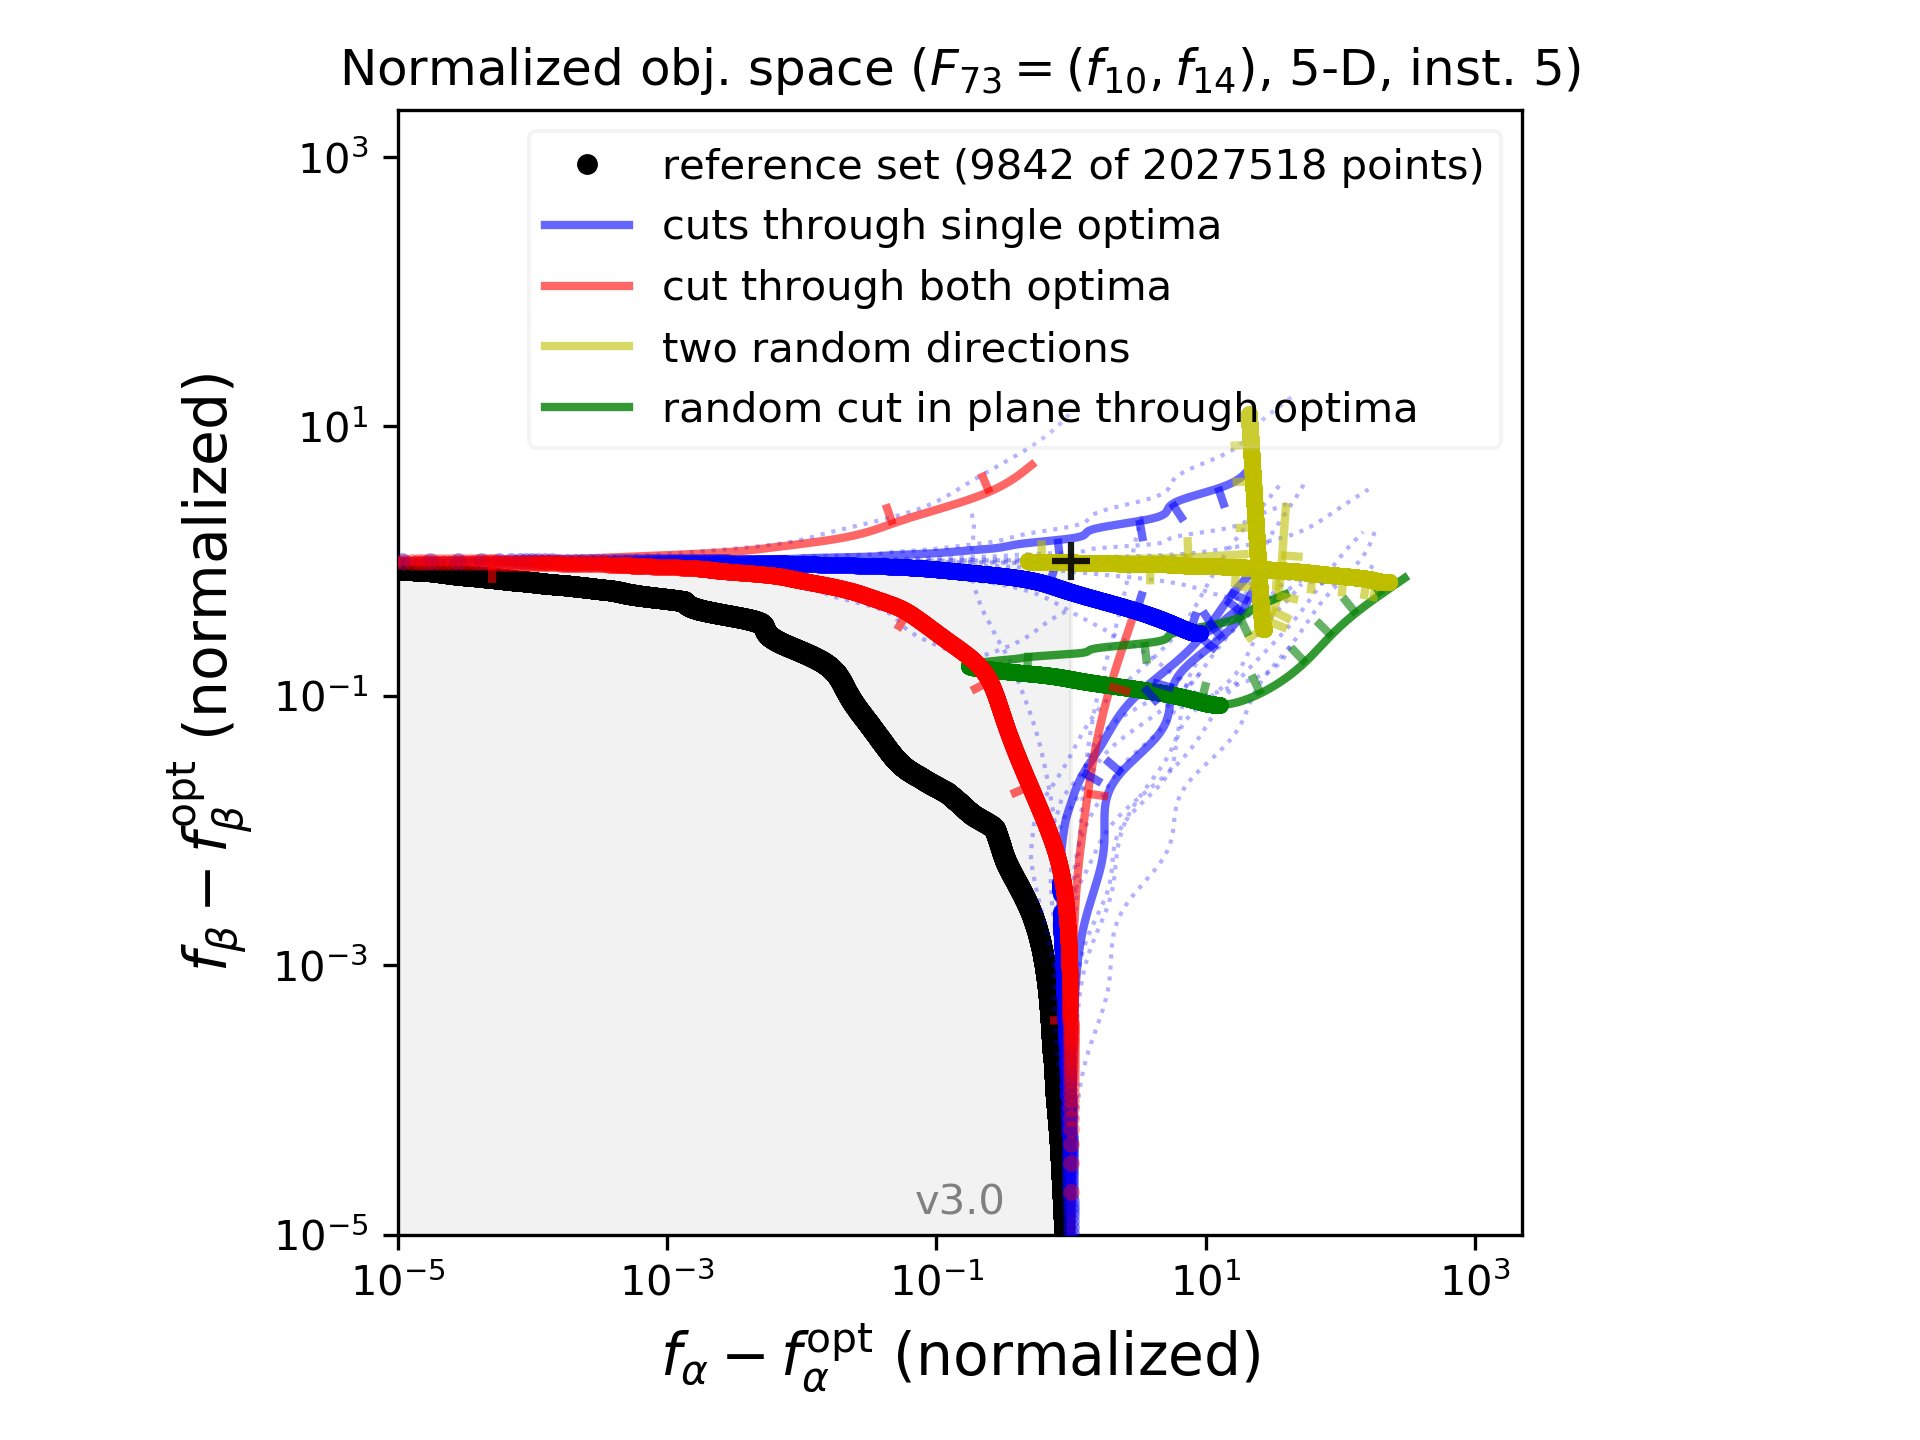 Normalized obj. space (F₇₃ = (f₁₀, f₁₄), 5-D, inst. 5)
reference set (9842 of 2027518 points)
cuts through single optima
cut through both optima
two random directions
random cut in plane through optima
10³
10¹
10⁻¹
10⁻³
10⁻⁵
f_β − f_β^opt (normalized)
v3.0
10⁻⁵
10⁻³
10⁻¹
10¹
10³
f_α − f_α^opt (normalized)